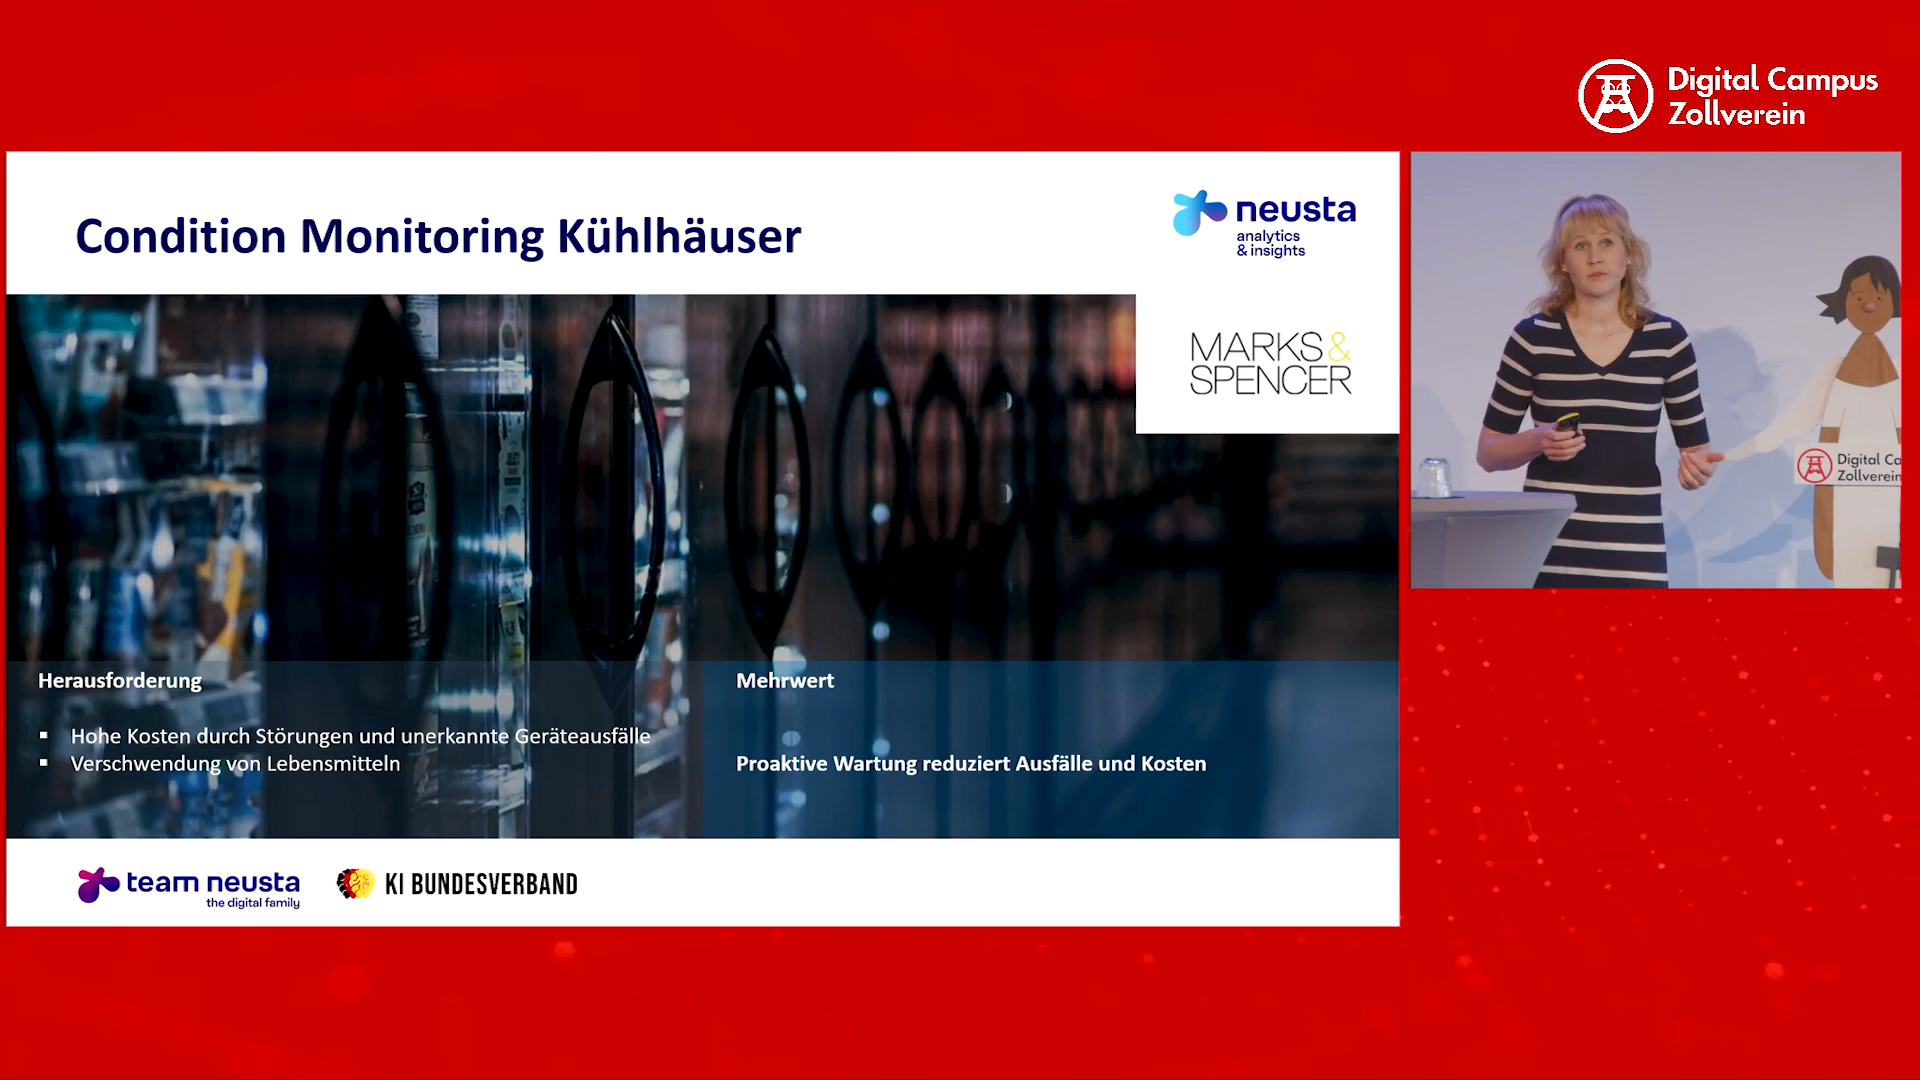 Digital Campus
Zollverein
Condition Monitoring Kühlhäuser
neusta
analytics
& insights
MARKS&
SPENCER
Herausforderung
▪ Hohe Kosten durch Störungen und unerkannte Geräteausfälle
▪ Verschwendung von Lebensmitteln
Mehrwert
Proaktive Wartung reduziert Ausfälle und Kosten
team neusta
the digital family
KI BUNDESVERBAND
Digital Ca
Zollverein